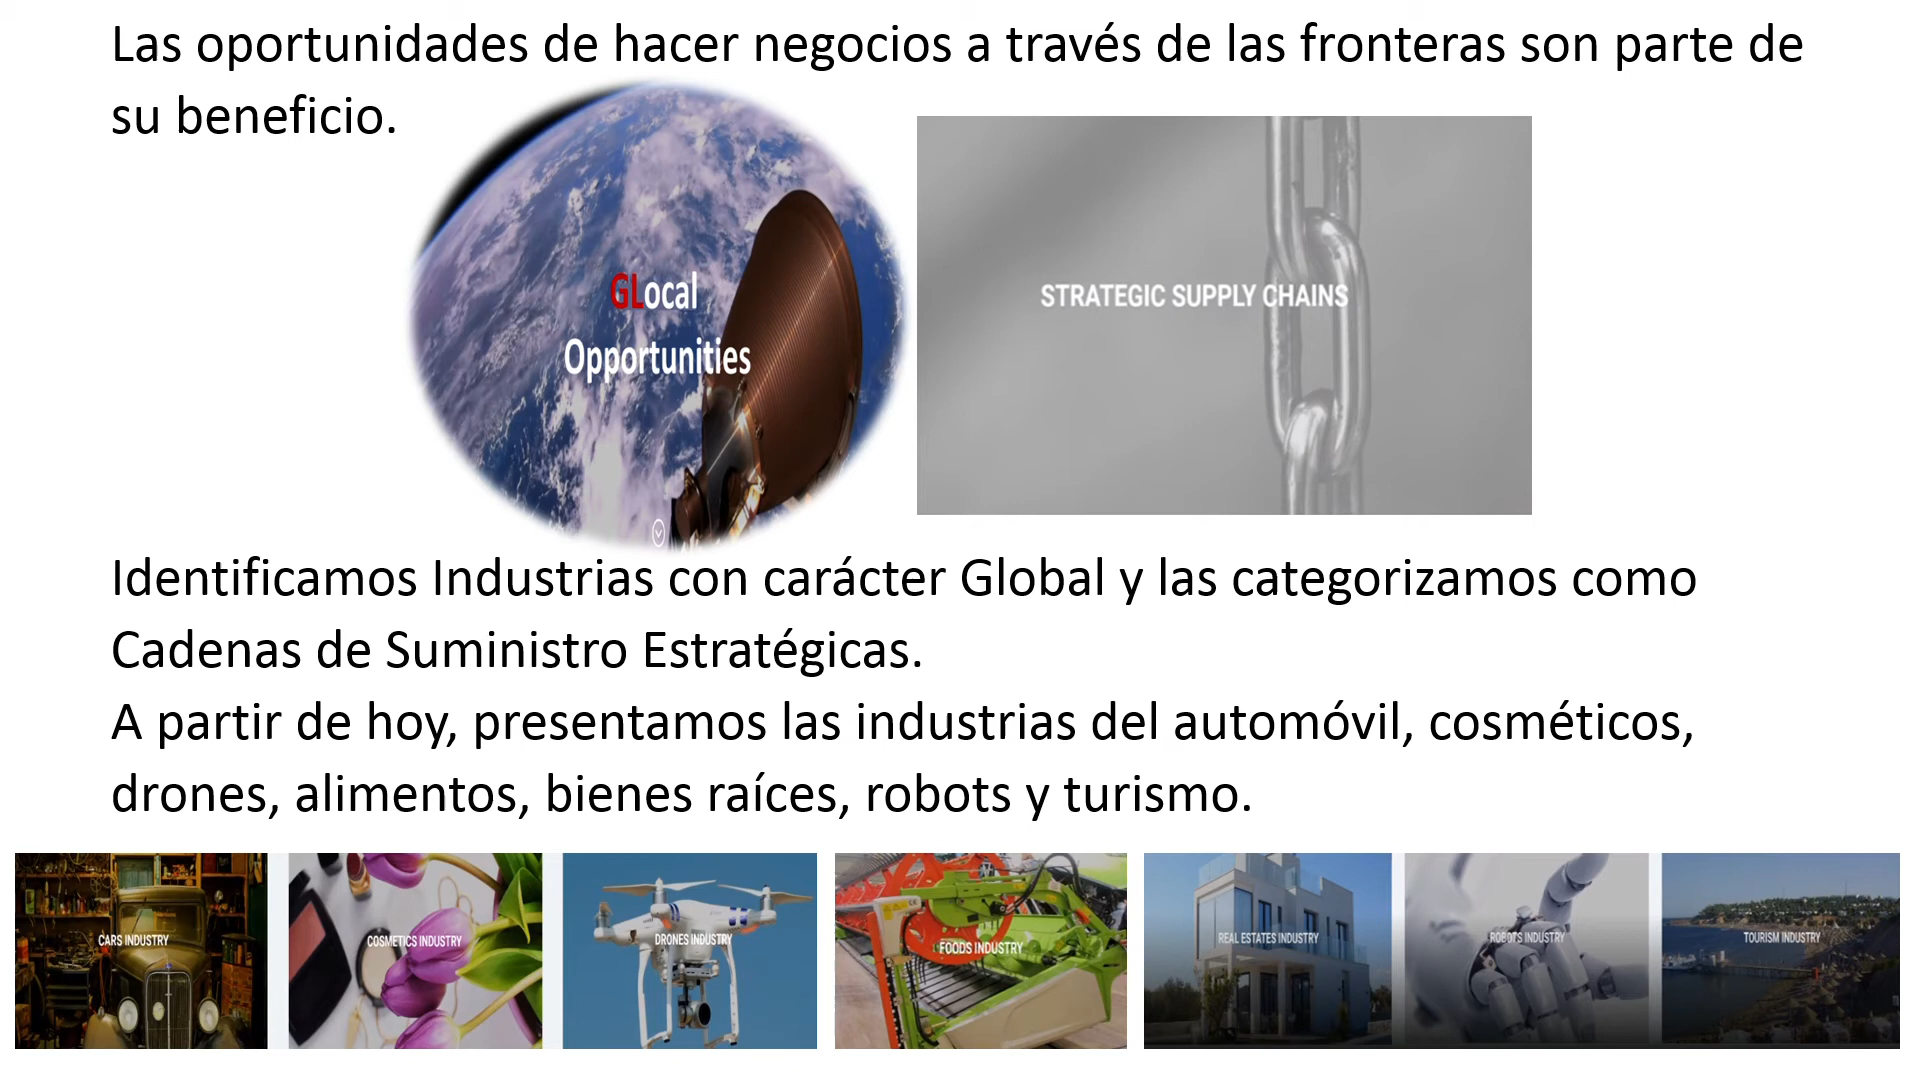 Las oportunidades de hacer negocios a través de las fronteras son parte de
su beneficio.
GLocal
Opportunities
STRATEGIC SUPPLY CHAINS
Identificamos Industrias con carácter Global y las categorizamos como
Cadenas de Suministro Estratégicas.
A partir de hoy, presentamos las industrias del automóvil, cosméticos,
drones, alimentos, bienes raíces, robots y turismo.
CARS INDUSTRY
COSMETICS INDUSTRY
DRONES INDUSTRY
FOODS INDUSTRY
REAL ESTATES INDUSTRY
ROBOTS INDUSTRY
TOURISM INDUSTRY